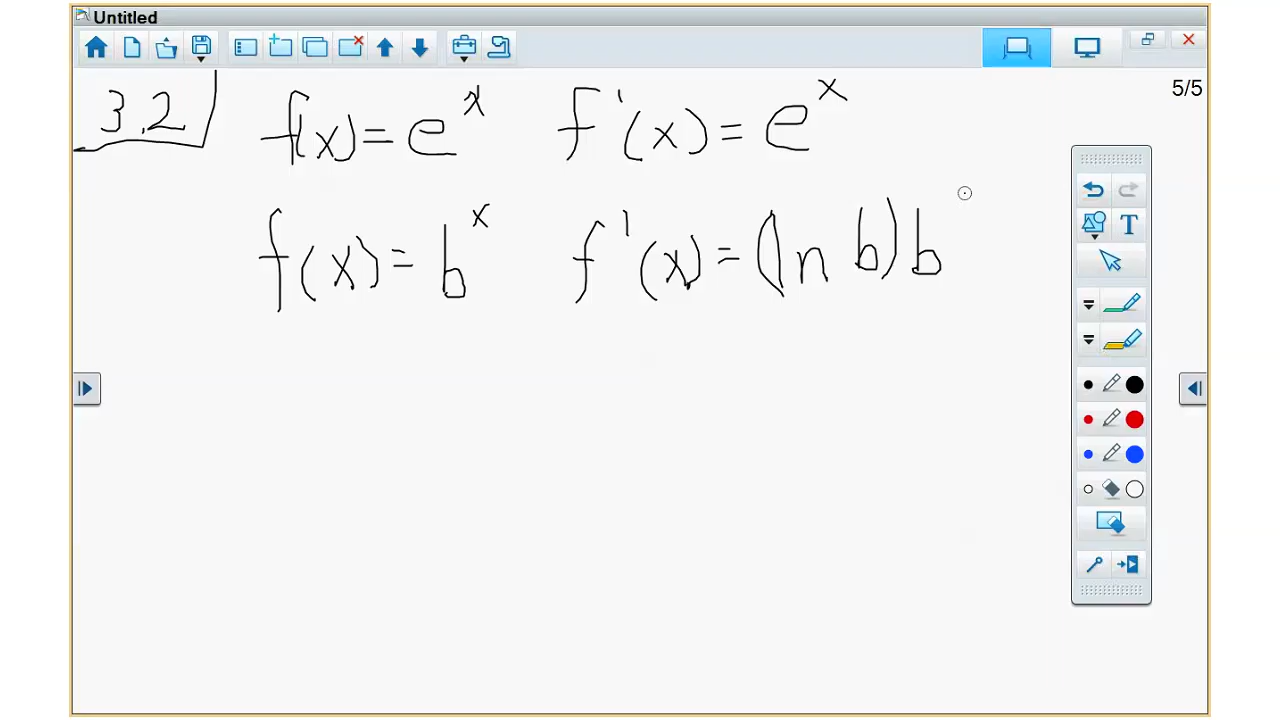 Untitled
5/5
3.2 f(x) = e^x f'(x) = e^x
f(x) = b^x f'(x) = (ln b) b
T